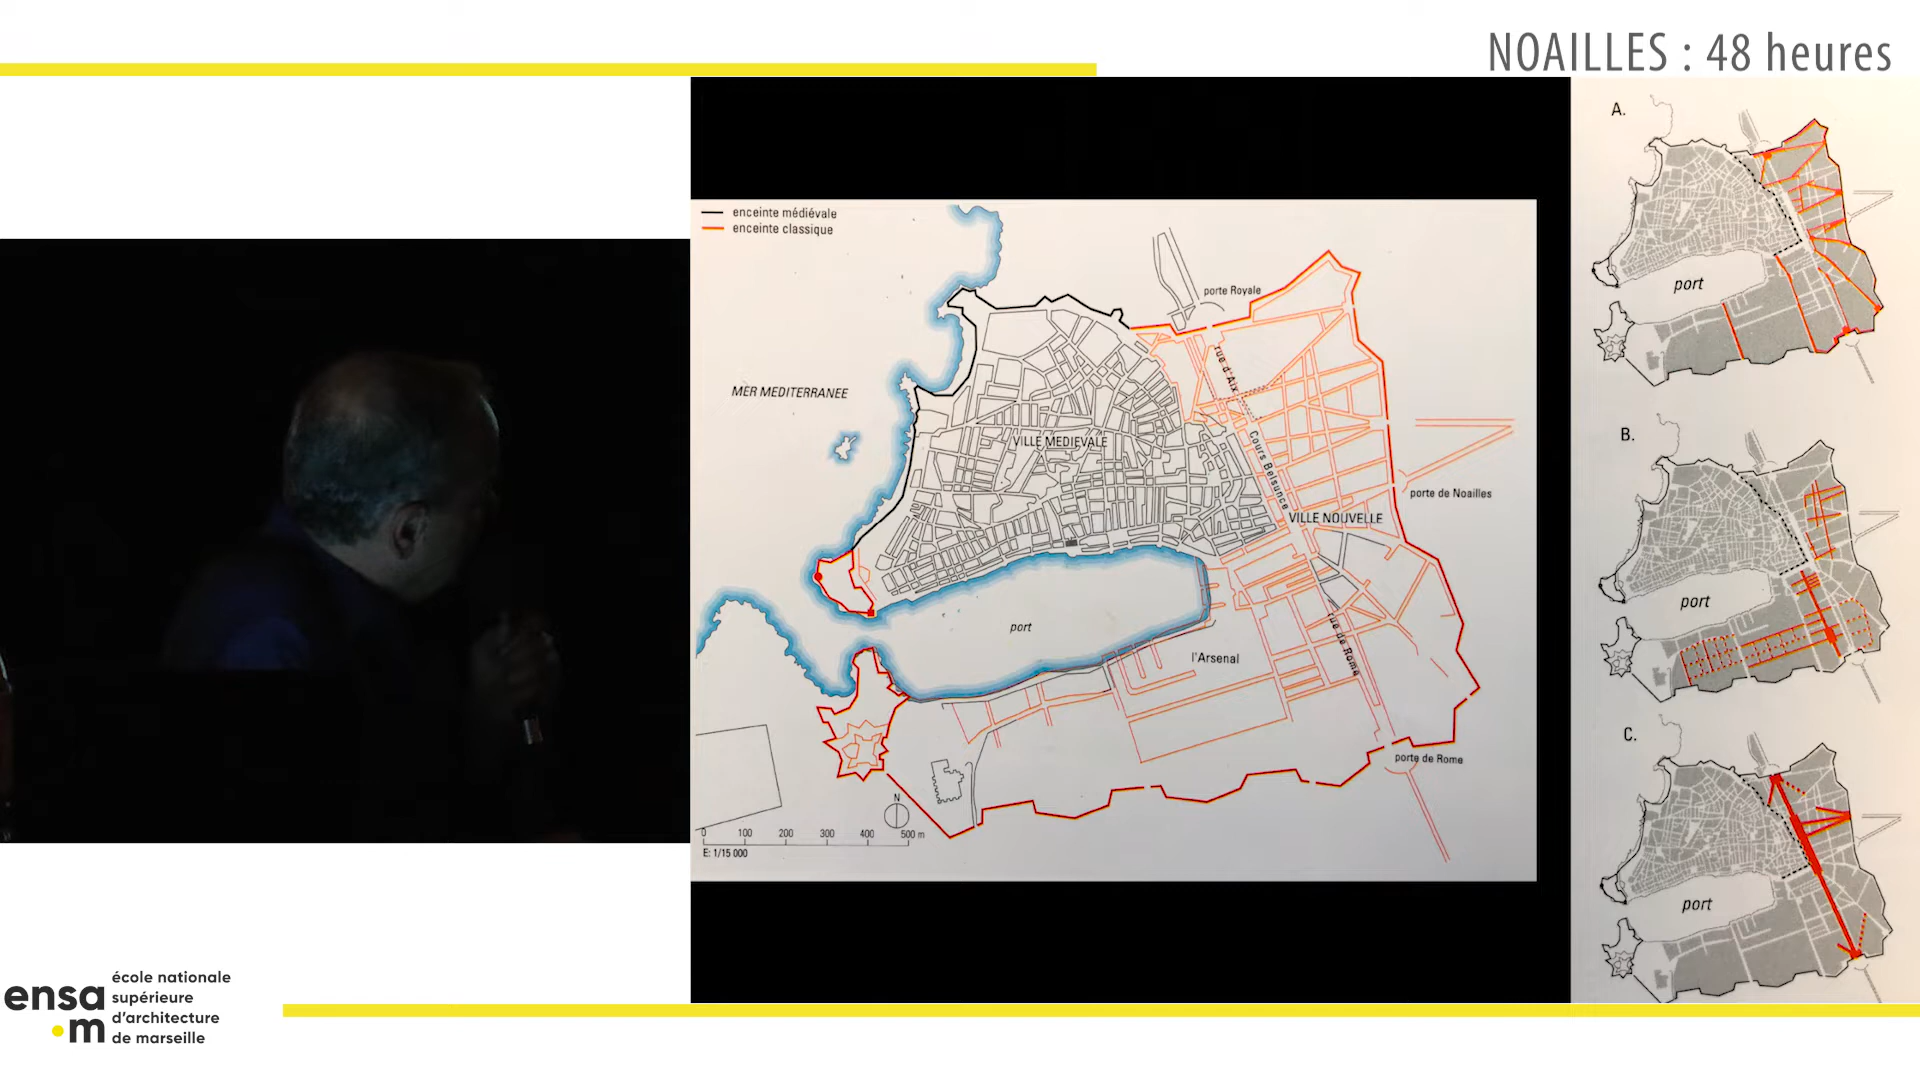 NOAILLES : 48 heures
enceinte médiévale
enceinte classique
porte Royale
rue d'Aix
MER MEDITERRANEE
VILLE MEDIEVALE
Cours Belsunce
porte de Noailles
VILLE NOUVELLE
port
rue de Rome
l'Arsenal
porte de Rome
N
0 100 200 300 400 500 m
E: 1/15 000
A.
port
B.
port
C.
port
ensa
•m
école nationale
supérieure
d'architecture
de marseille